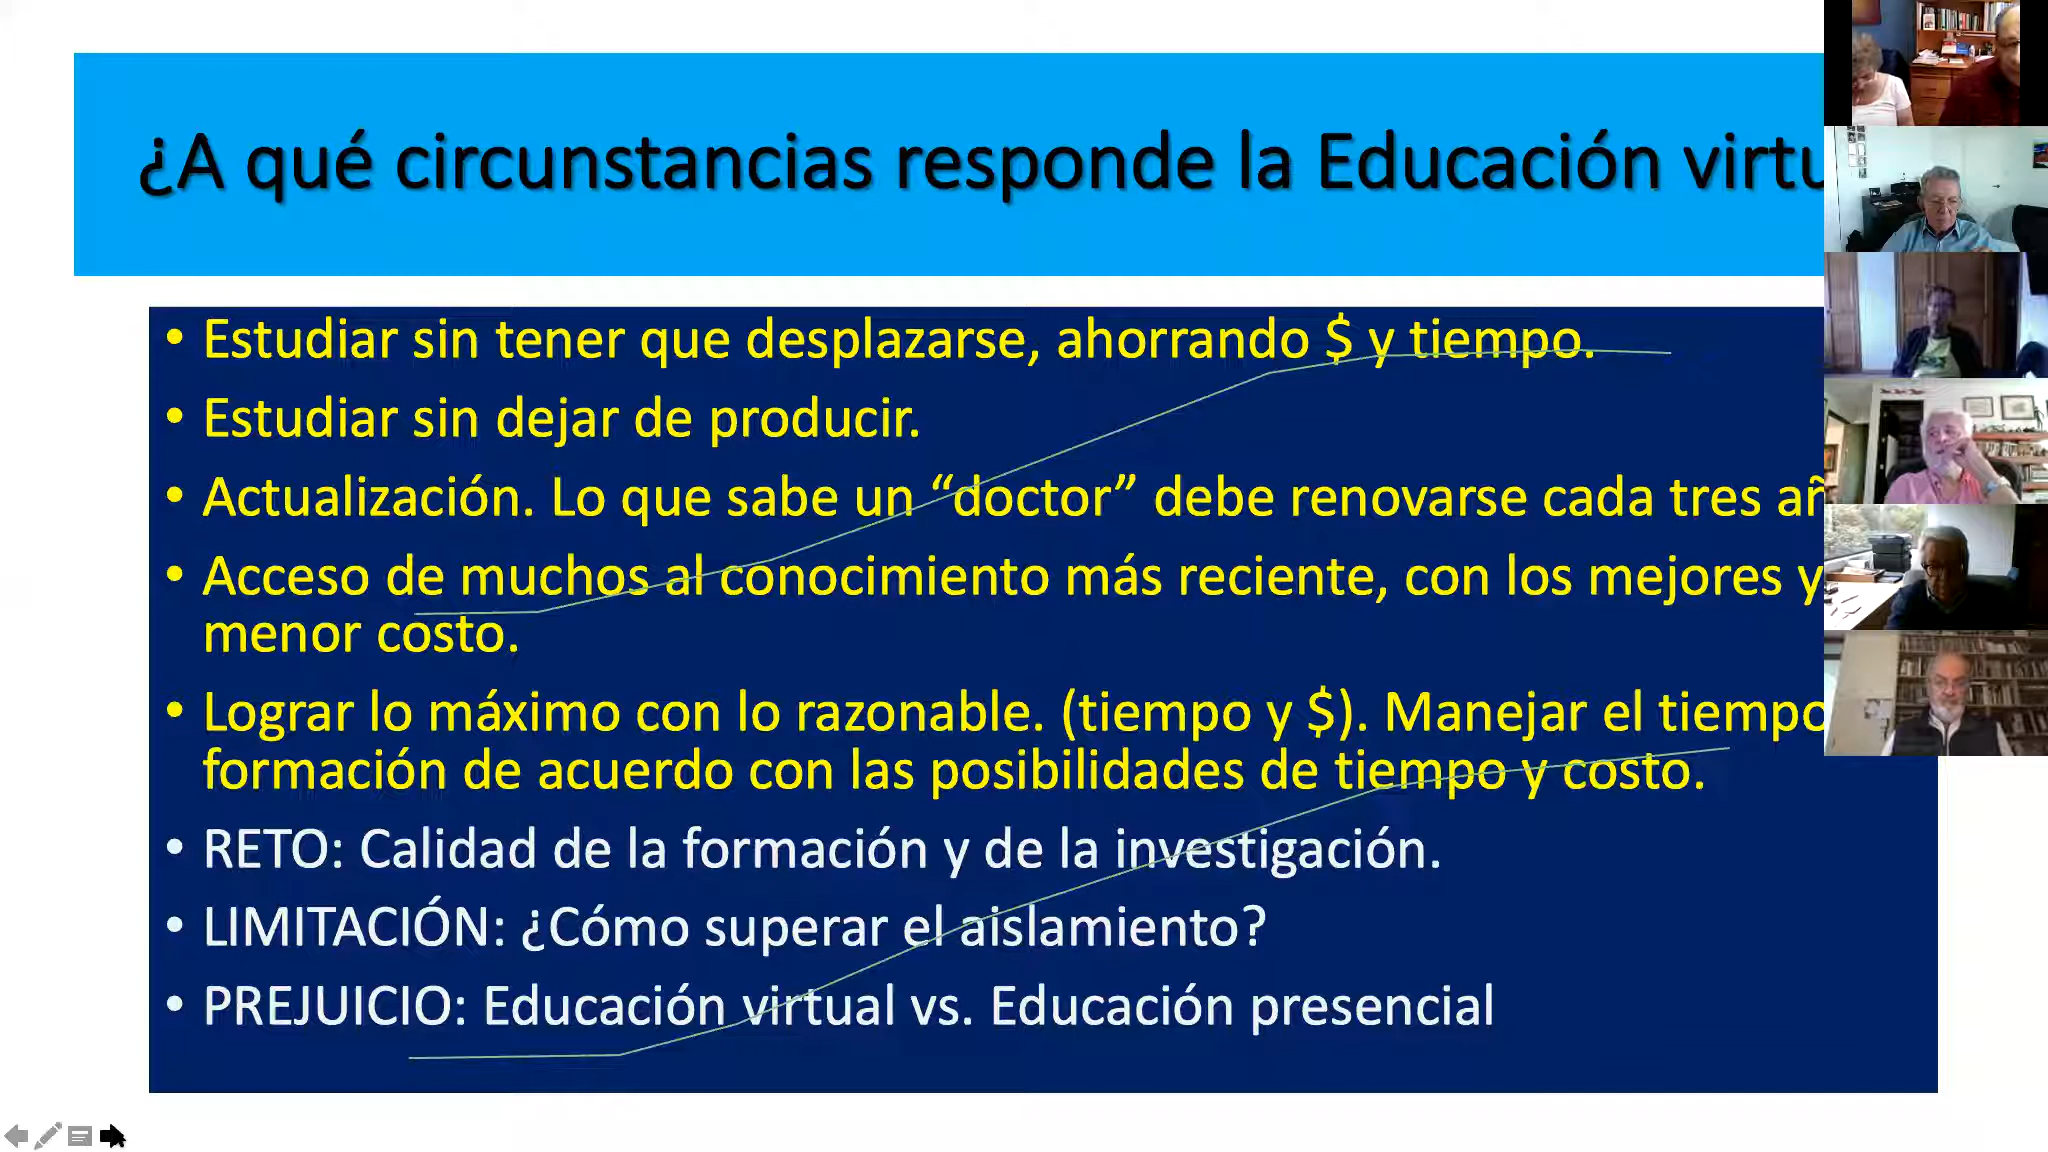 ¿A qué circunstancias responde la Educación
• Estudiar sin tener que desplazarse, ahorrando $ y tiempo.
• Estudiar sin dejar de producir.
• Actualización. Lo que sabe un “doctor” debe renovarse cada tres
• Acceso de muchos al conocimiento más reciente, con los mejores y
menor costo.
• Lograr lo máximo con lo razonable. (tiempo y $). Manejar el tiempo
formación de acuerdo con las posibilidades de tiempo y costo.
• RETO: Calidad de la formación y de la investigación.
• LIMITACIÓN: ¿Cómo superar el aislamiento?
• PREJUICIO: Educación virtual vs. Educación presencial